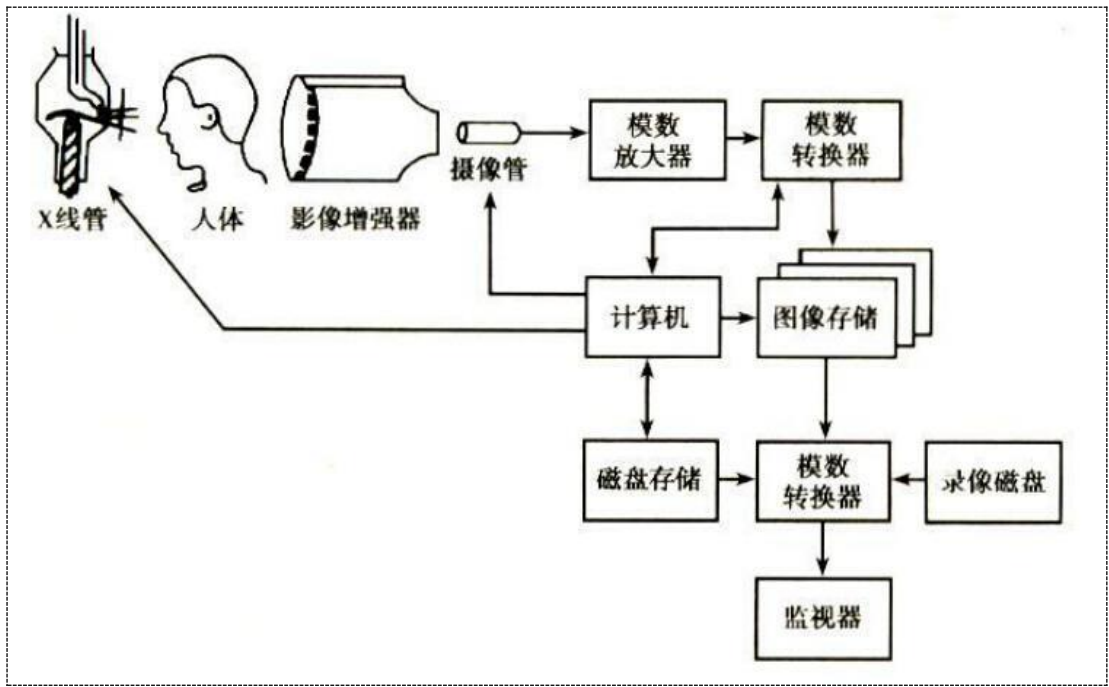 模数
放大器
模数
转换器
摄像管
X线管
人体
影像增强器
计算机
图像存储
磁盘存储
模数
转换器
录像磁盘
监视器